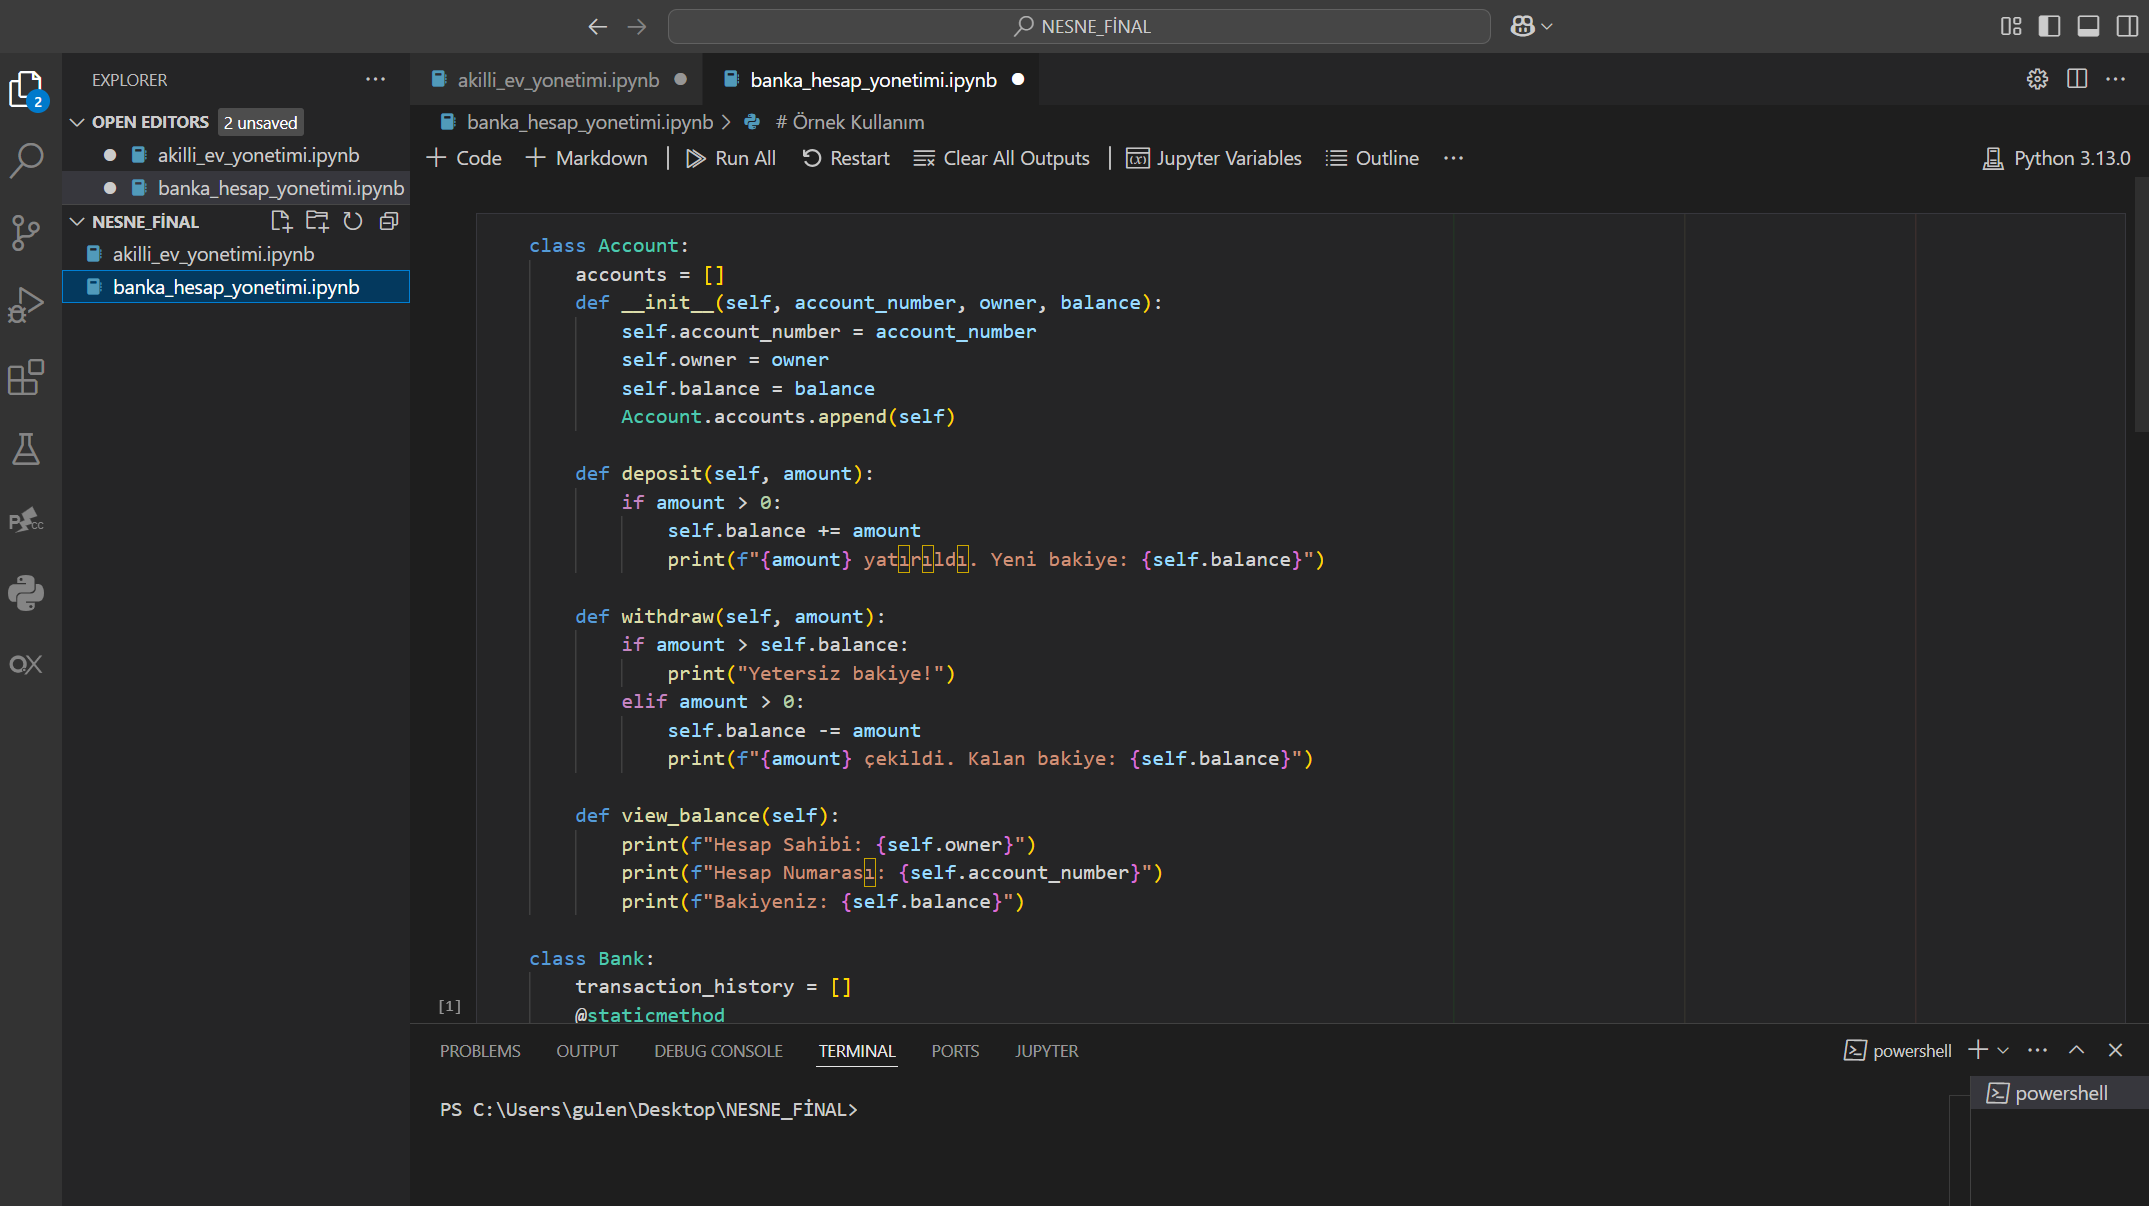 NESNE_FİNAL
EXPLORER
2
OPEN EDITORS 2 unsaved
akilli_ev_yonetimi.ipynb
banka_hesap_yonetimi.ipynb
NESNE_FİNAL
akilli_ev_yonetimi.ipynb
banka_hesap_yonetimi.ipynb
akilli_ev_yonetimi.ipynb
banka_hesap_yonetimi.ipynb
banka_hesap_yonetimi.ipynb > # Örnek Kullanım
+ Code + Markdown | Run All Restart Clear All Outputs | Jupyter Variables Outline ... Python 3.13.0
class Account:
    accounts = []
    def __init__(self, account_number, owner, balance):
        self.account_number = account_number
        self.owner = owner
        self.balance = balance
        Account.accounts.append(self)
    def deposit(self, amount):
        if amount > 0:
            self.balance += amount
            print(f"{amount} yatırıldı. Yeni bakiye: {self.balance}")
    def withdraw(self, amount):
        if amount > self.balance:
            print("Yetersiz bakiye!")
        elif amount > 0:
            self.balance -= amount
            print(f"{amount} çekildi. Kalan bakiye: {self.balance}")
    def view_balance(self):
        print(f"Hesap Sahibi: {self.owner}")
        print(f"Hesap Numarası: {self.account_number}")
        print(f"Bakiyeniz: {self.balance}")
class Bank:
    transaction_history = []
[1]
    @staticmethod
PROBLEMS OUTPUT DEBUG CONSOLE TERMINAL PORTS JUPYTER
powershell
powershell
PS C:\Users\gulen\Desktop\NESNE_FİNAL>